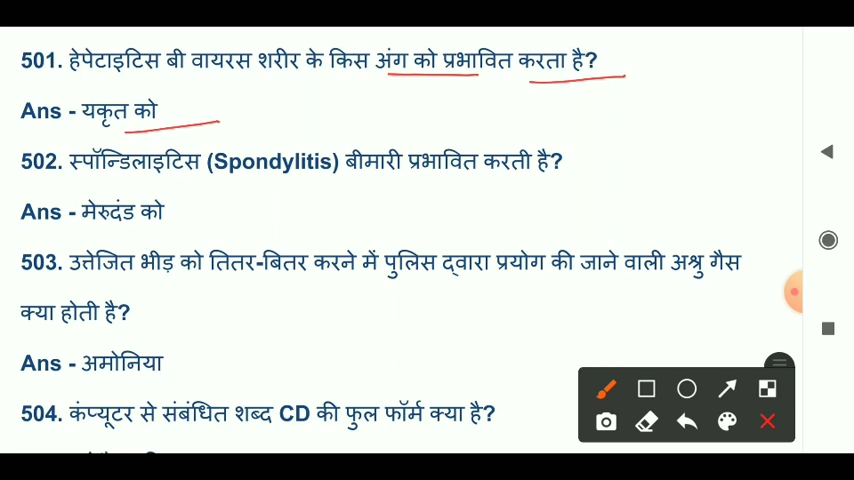 501. हेपेटाइटिस बी वायरस शरीर के किस अंग को प्रभावित करता है?
Ans - यकृत को
502. स्पॉन्डिलाइटिस (Spondylitis) बीमारी प्रभावित करती है?
Ans - मेरुदंड को
503. उत्तेजित भीड़ को तितर-बितर करने में पुलिस द्वारा प्रयोग की जाने वाली अश्रु गैस
क्या होती है?
Ans - अमोनिया
504. कंप्यूटर से संबंधित शब्द CD की फुल फॉर्म क्या है?